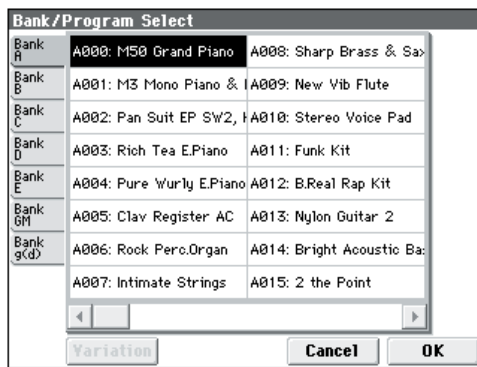 Bank/Program Select
Bank A
Bank B
Bank C
Bank D
Bank E
Bank GM
Bank g(d)
A000: M50 Grand Piano
A001: M3 Mono Piano &
A002: Pan Suit EP SW2,
A003: Rich Tea E.Piano
A004: Pure Wurly E.Piano
A005: Clav Register AC
A006: Rock Perc.Organ
A007: Intimate Strings
A008: Sharp Brass & Sax
A009: New Vib Flute
A010: Stereo Voice Pad
A011: Funk Kit
A012: B.Real Rap Kit
A013: Nylon Guitar 2
A014: Bright Acoustic Ba
A015: 2 the Point
Variation
Cancel
OK